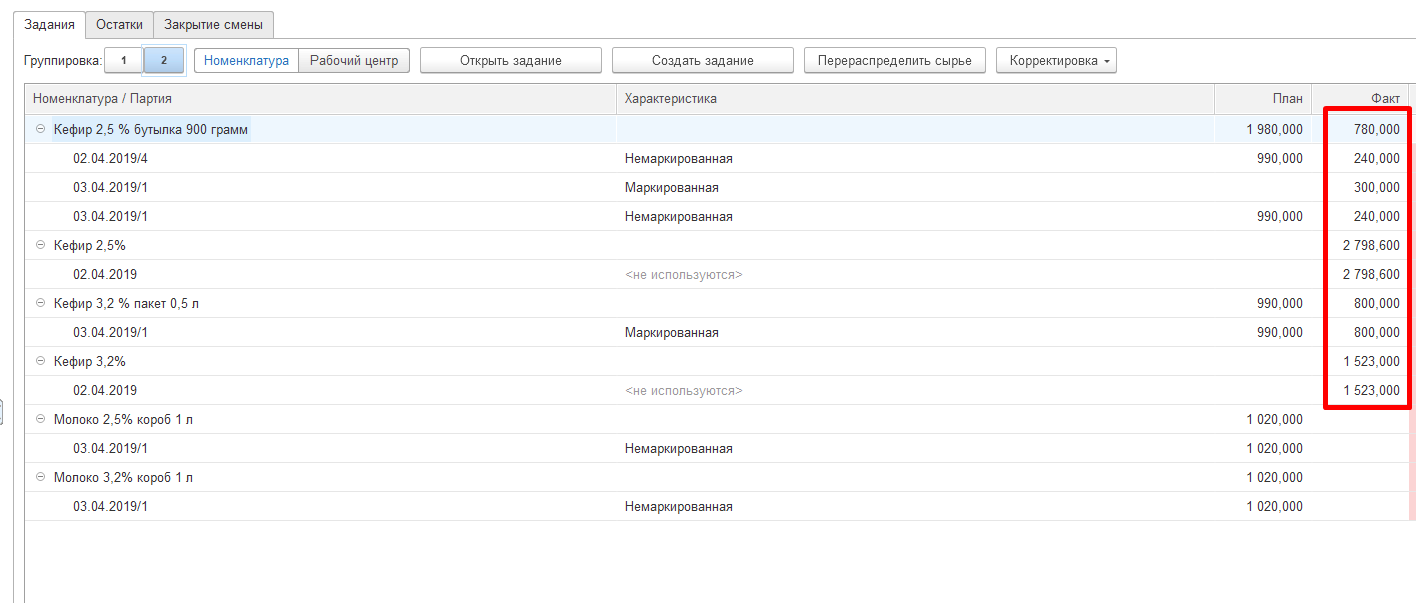 Задания Остатки Закрытие смены
Группировка: 1 2 Номенклатура Рабочий центр Открыть задание Создать задание Перераспределить сырье Корректировка
Номенклатура / Партия Характеристика План Факт
Кефир 2,5 % бутылка 900 грамм 1 980,000 780,000
02.04.2019/4 Немаркированная 990,000 240,000
03.04.2019/1 Маркированная 300,000
03.04.2019/1 Немаркированная 990,000 240,000
Кефир 2,5% 2 798,600
02.04.2019 <не используются> 2 798,600
Кефир 3,2 % пакет 0,5 л 990,000 800,000
03.04.2019/1 Маркированная 990,000 800,000
Кефир 3,2% 1 523,000
02.04.2019 <не используются> 1 523,000
Молоко 2,5% короб 1 л 1 020,000
03.04.2019/1 Немаркированная 1 020,000
Молоко 3,2% короб 1 л 1 020,000
03.04.2019/1 Немаркированная 1 020,000